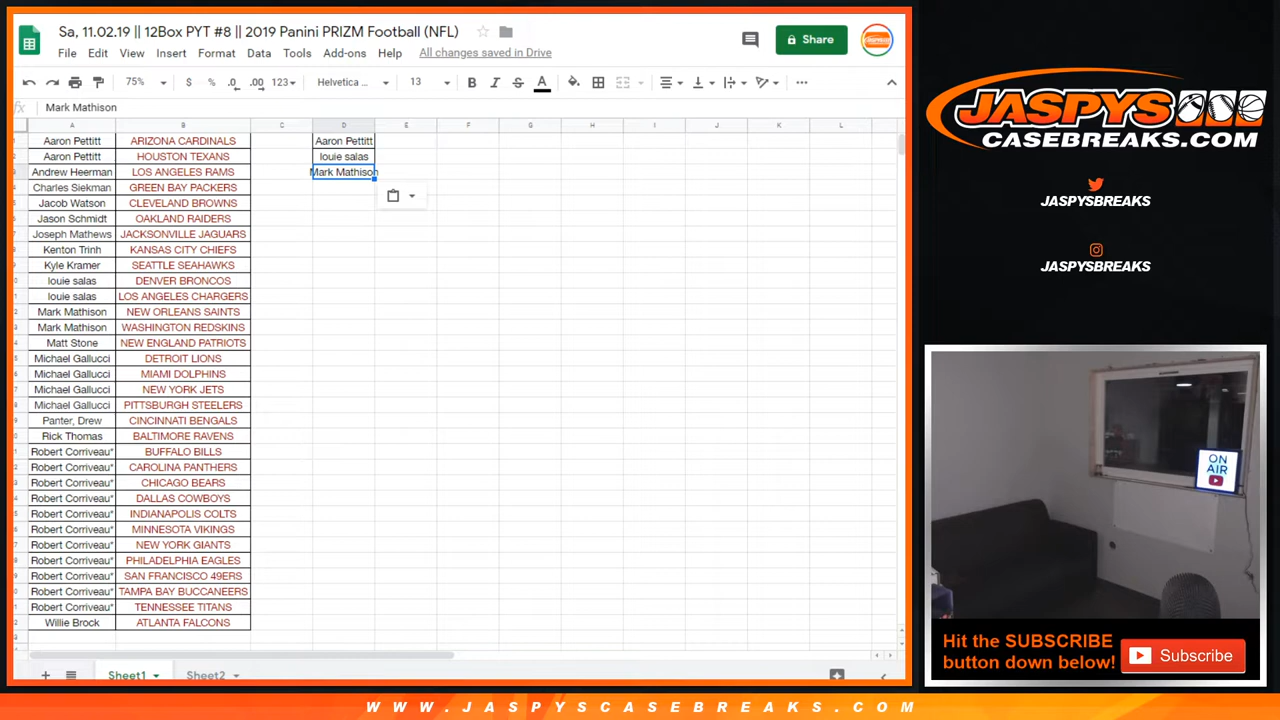 Sa, 11.02.19 || 12Box PYT #8 || 2019 Panini PRIZM Football (NFL)
File Edit View Insert Format Data Tools Add-ons Help All changes saved in Drive
Share
75% $ % .0 .00 123 Helvetica ... 13 B I S A
fx Mark Mathison
A B C D E F G H I J K L
Aaron Pettitt ARIZONA CARDINALS Aaron Pettitt
Aaron Pettitt HOUSTON TEXANS louie salas
Andrew Heerman LOS ANGELES RAMS Mark Mathison
Charles Siekman GREEN BAY PACKERS
Jacob Watson CLEVELAND BROWNS
Jason Schmidt OAKLAND RAIDERS
Joseph Mathews JACKSONVILLE JAGUARS
Kenton Trinh KANSAS CITY CHIEFS
Kyle Kramer SEATTLE SEAHAWKS
louie salas DENVER BRONCOS
louie salas LOS ANGELES CHARGERS
Mark Mathison NEW ORLEANS SAINTS
Mark Mathison WASHINGTON REDSKINS
Matt Stone NEW ENGLAND PATRIOTS
Michael Gallucci DETROIT LIONS
Michael Gallucci MIAMI DOLPHINS
Michael Gallucci NEW YORK JETS
Michael Gallucci PITTSBURGH STEELERS
Panter, Drew CINCINNATI BENGALS
Rick Thomas BALTIMORE RAVENS
Robert Corriveau* BUFFALO BILLS
Robert Corriveau* CAROLINA PANTHERS
Robert Corriveau* CHICAGO BEARS
Robert Corriveau* DALLAS COWBOYS
Robert Corriveau* INDIANAPOLIS COLTS
Robert Corriveau* MINNESOTA VIKINGS
Robert Corriveau* NEW YORK GIANTS
Robert Corriveau* PHILADELPHIA EAGLES
Robert Corriveau* SAN FRANCISCO 49ERS
Robert Corriveau* TAMPA BAY BUCCANEERS
Robert Corriveau* TENNESSEE TITANS
Willie Brock ATLANTA FALCONS
Sheet1 Sheet2
JASPYS
CASEBREAKS.COM
JASPYSBREAKS
JASPYSBREAKS
ON
AIR
Hit the SUBSCRIBE
button down below!
Subscribe
WWW.JASPYSCASEBREAKS.COM